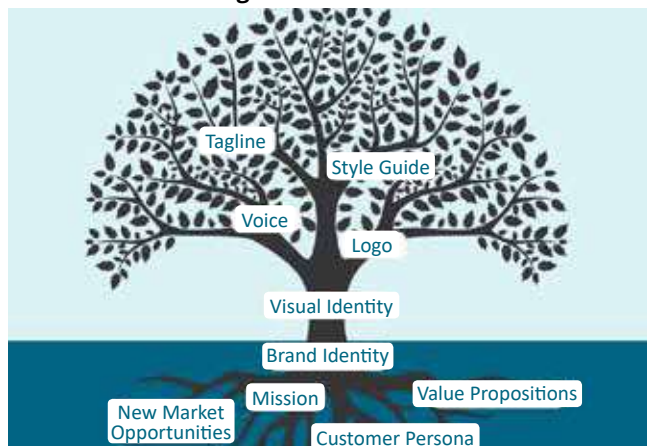 Tagline
Style Guide
Voice
Logo
Visual Identity
Brand Identity
Mission
Value Propositions
New Market
Opportunities
Customer Persona